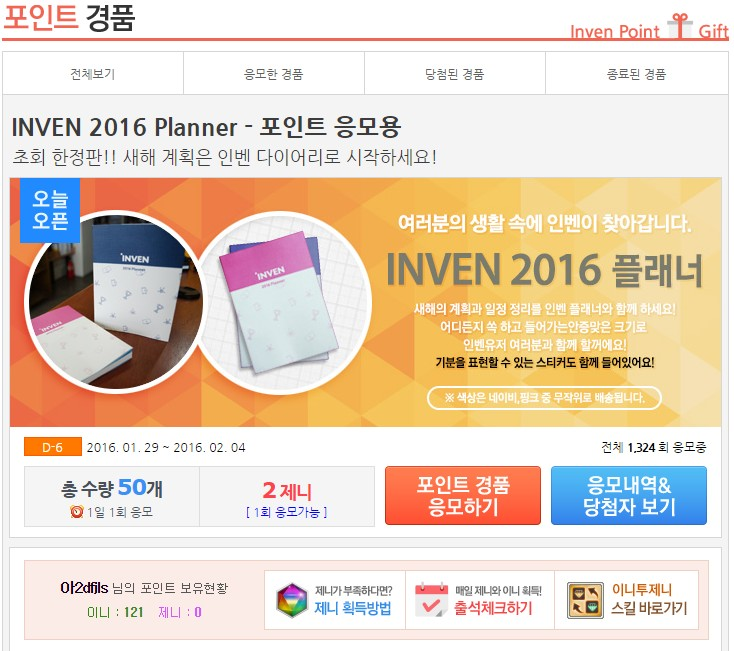 포인트 경품
Inven Point Gift
전체보기
응모한 경품
당첨된 경품
종료된 경품
INVEN 2016 Planner - 포인트 응모용
초회 한정판!! 새해 계획은 인벤 다이어리로 시작하세요!
오늘
오픈
INVEN
2016 Planner
INVEN
INVEN
2016 Planner
여러분의 생활 속에 인벤이 찾아갑니다.
INVEN 2016 플래너
새해의 계획과 일정 정리를 인벤 플래너와 함께 하세요!
어디든지 쏙 하고 들어가는안증맞은 크기로
인벤유저 여러분과 함께 할꺼에요!
기분을 표현할 수 있는 스티커도 함께 들어있어요!
※ 색상은 네이비,핑크 중 무작위로 배송됩니다.
D-6 2016. 01. 29 ~ 2016. 02. 04
전체 1,324 회 응모중
총 수량 50개
1일 1회 응모
2 제니
[ 1회 응모가능 ]
포인트 경품
응모하기
응모내역&
당첨자 보기
아2dfjls 님의 포인트 보유현황
이니 : 121 제니 : 0
제니가 부족하다면?
제니 획득방법
매일 제니와 이니 획득!
출석체크하기
이니투제니
스킬 바로가기